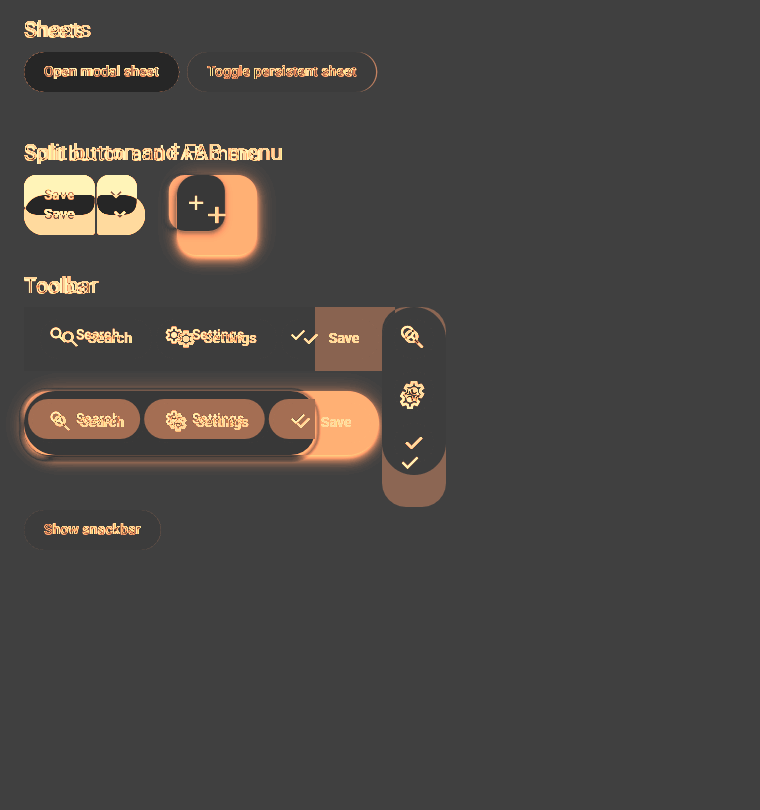 Sheets
Open modal sheet Toggle persistent sheet
Split button and FAB menu
Save
Save
Toolbar
Search Settings Save
Search Settings Save
Show snackbar